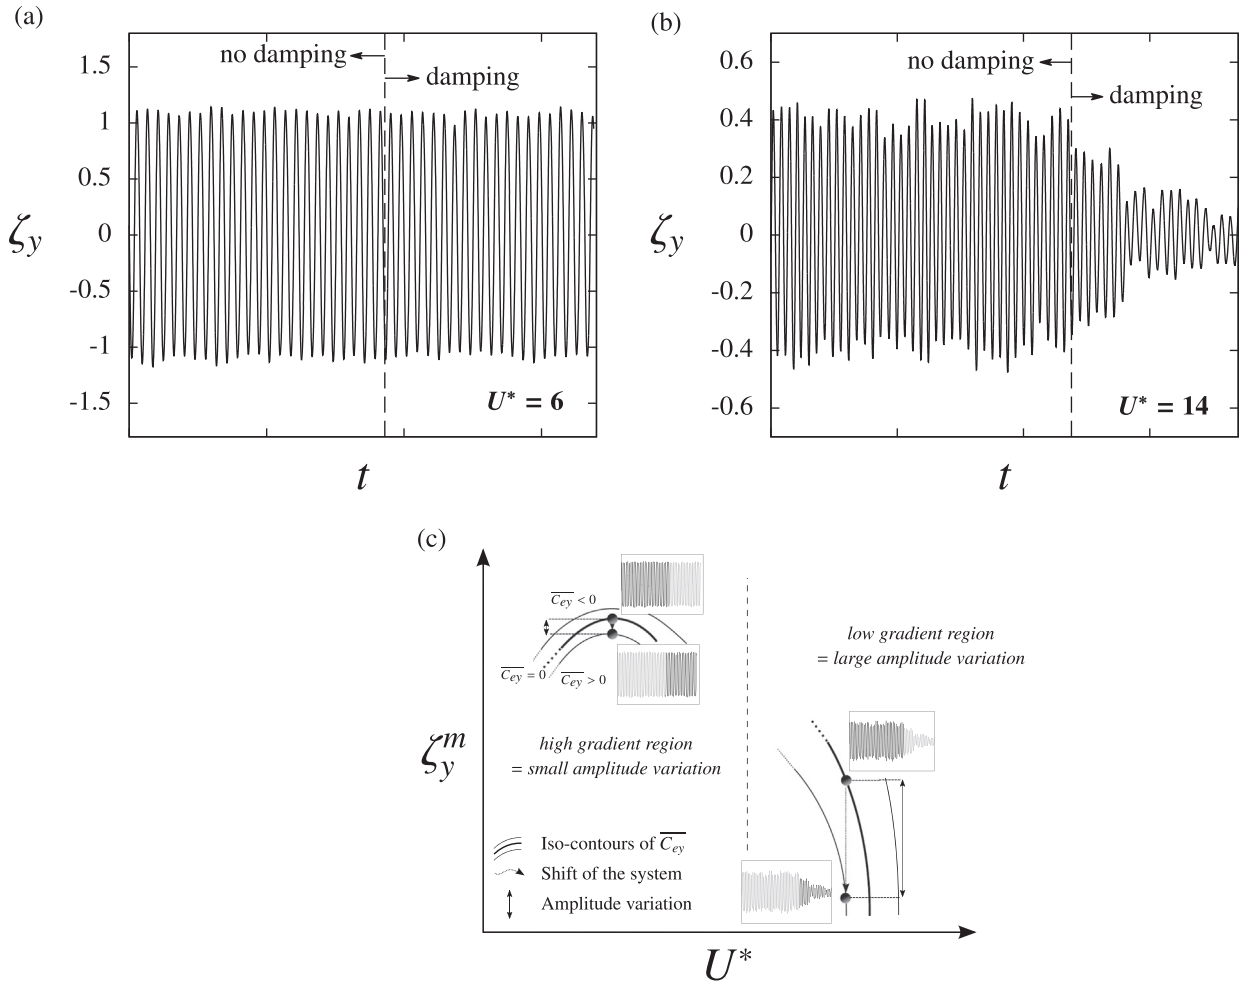 (a)
no damping
damping
1.5
1
0.5
0
-0.5
-1
-1.5
ζy
U* = 6
t
(b)
no damping
damping
0.6
0.4
0.2
0
-0.2
-0.4
-0.6
ζy
U* = 14
t
(c)
Cey < 0
Cey = 0
Cey > 0
low gradient region
= large amplitude variation
high gradient region
= small amplitude variation
ζy^m
Iso-contours of Cey
Shift of the system
Amplitude variation
U*